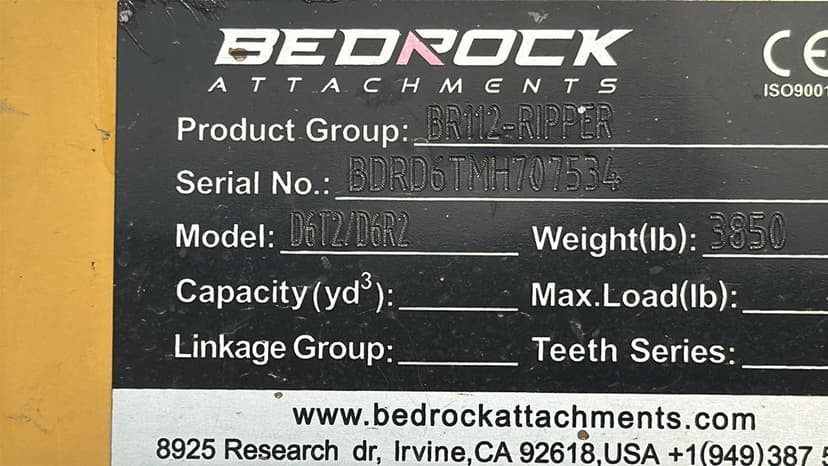 BEDROCK
ATTACHMENTS
CE
ISO9001
Product Group: BR112-RIPPER
Serial No.: BDRD6TMH707534
Model: D6T2/D6R2 Weight(lb): 3850
Capacity(yd³): Max.Load(lb):
Linkage Group: Teeth Series:
www.bedrockattachments.com
8925 Research dr, Irvine,CA 92618,USA +1(949)387 5